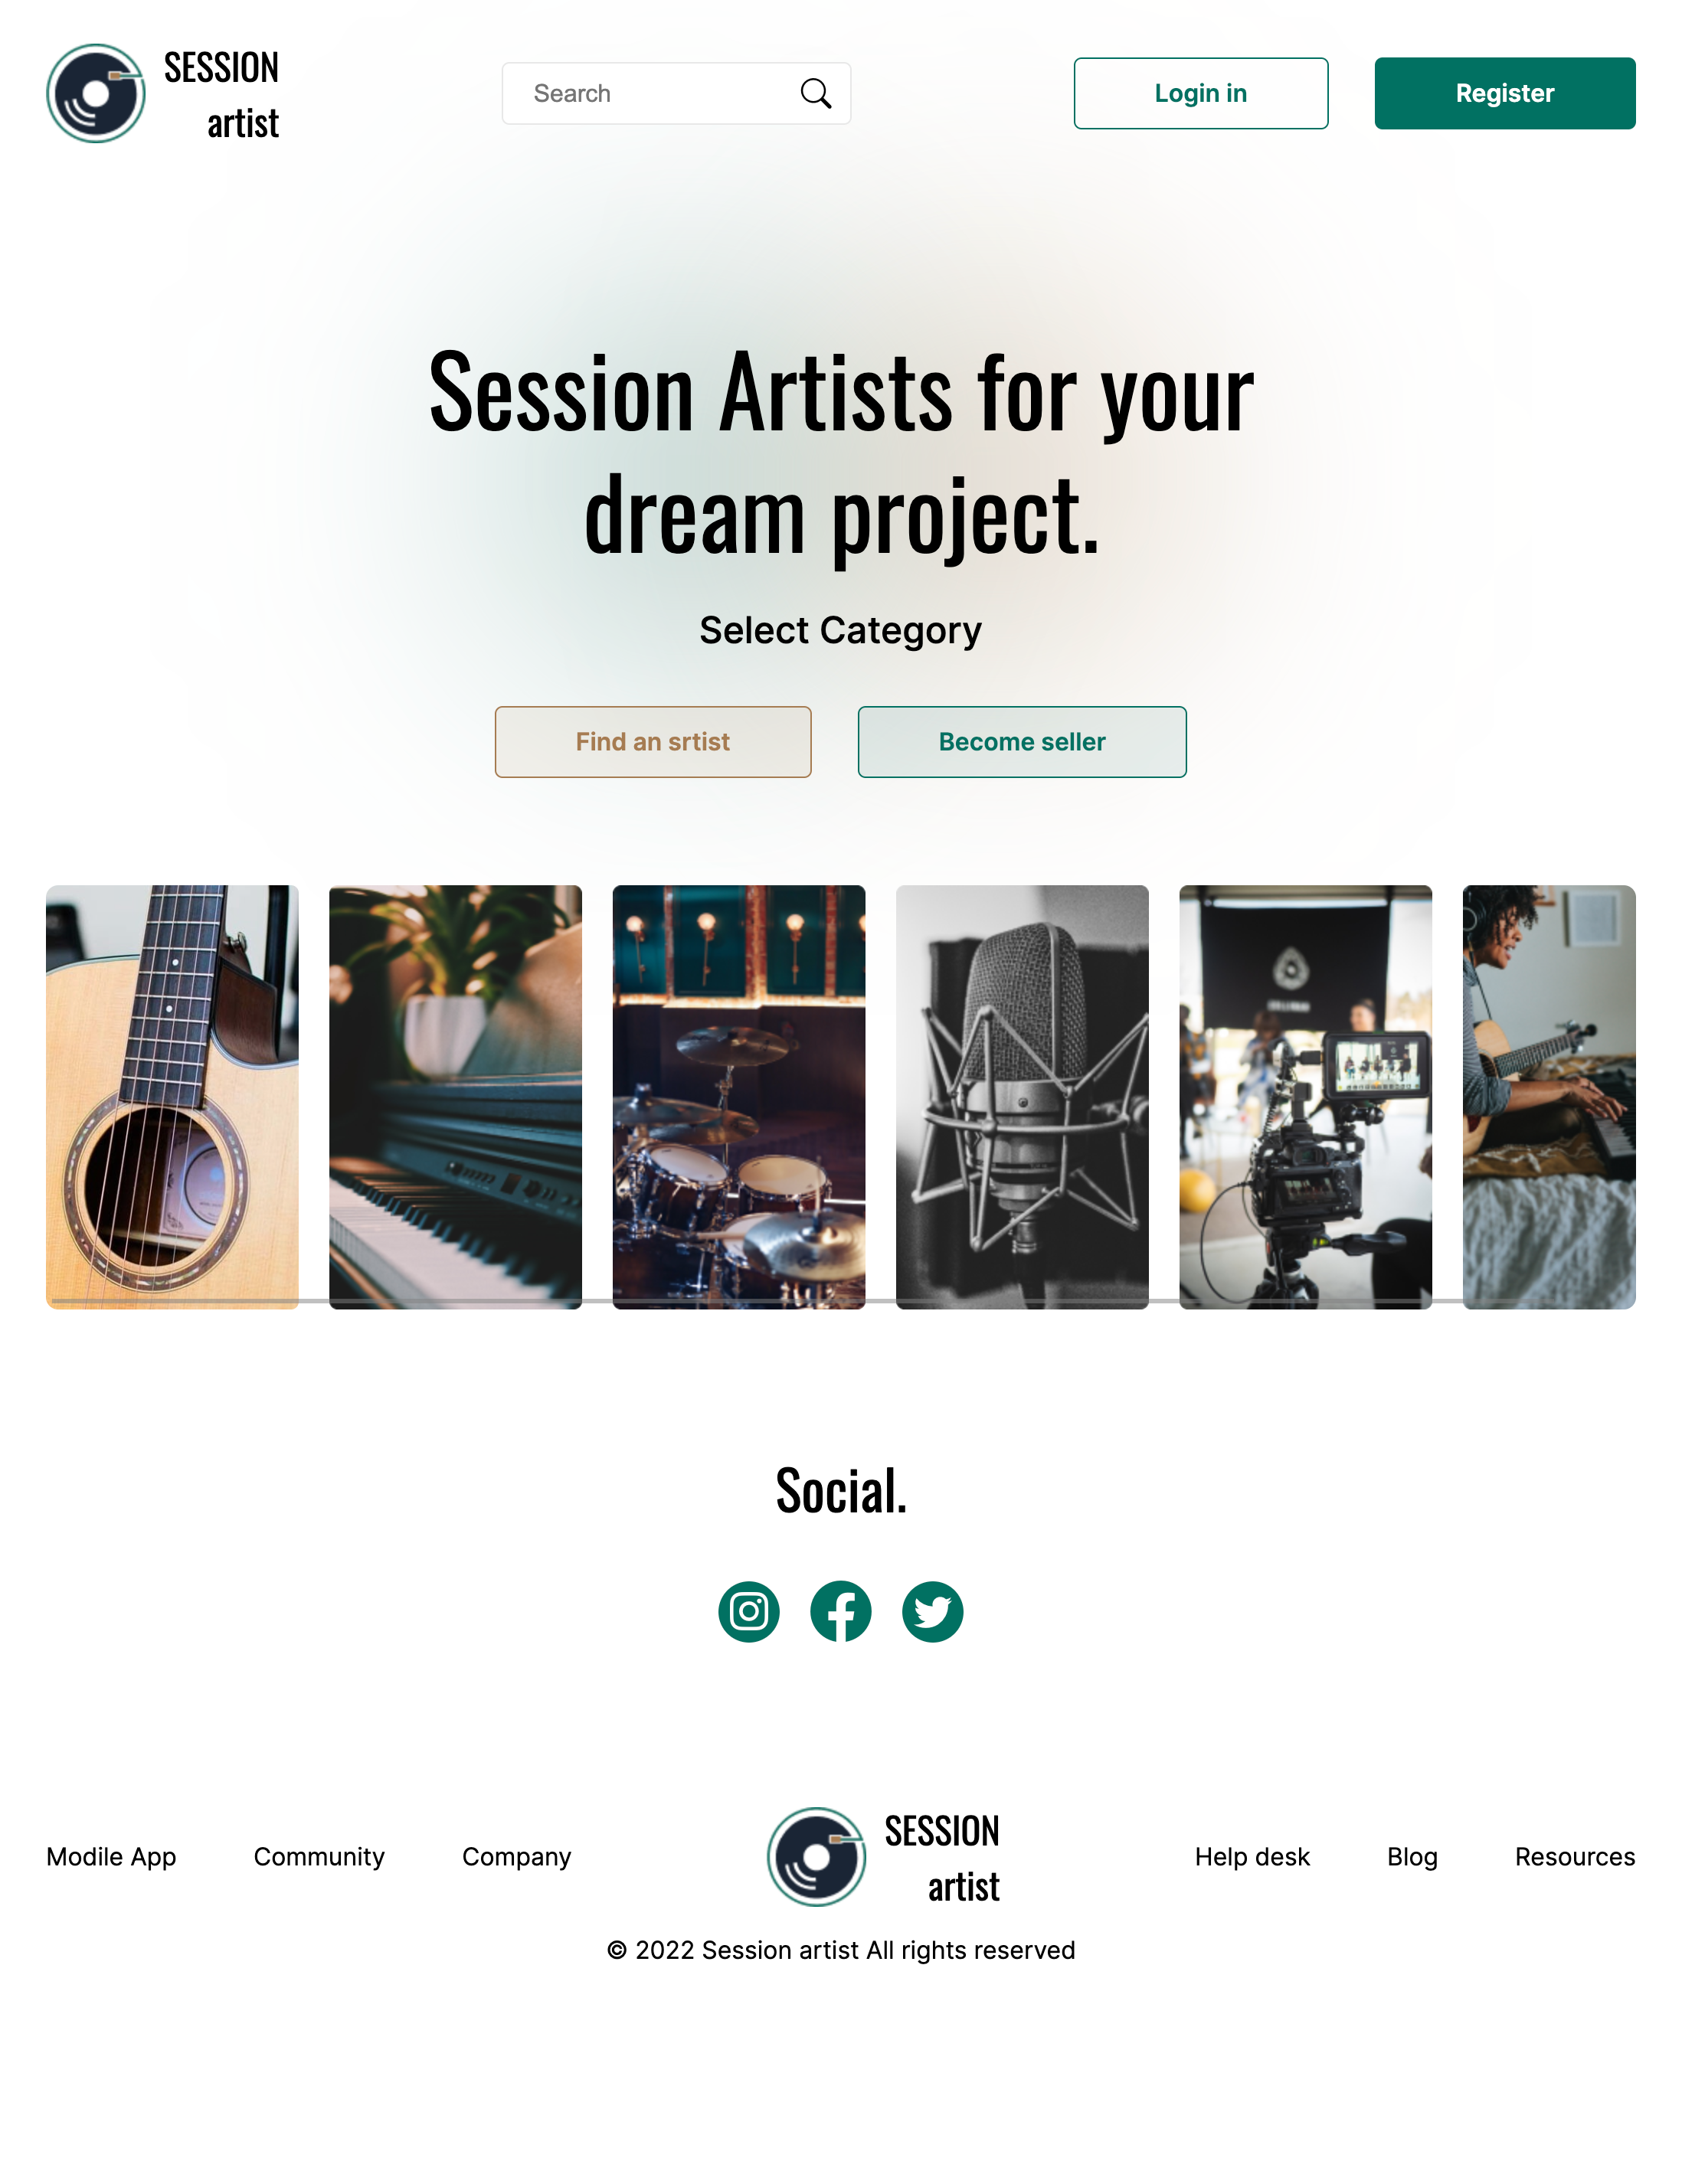 SESSION
artist
Search
Login in
Register
Session Artists for your
dream project.
Select Category
Find an srtist
Become seller
Social.
Modile App
Community
Company
SESSION
artist
Help desk
Blog
Resources
© 2022 Session artist All rights reserved